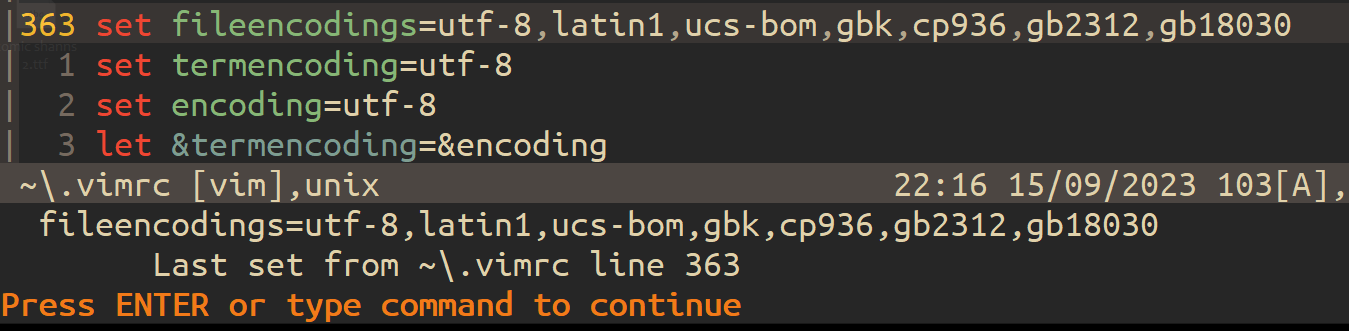 363 set fileencodings=utf-8,latin1,ucs-bom,gbk,cp936,gb2312,gb18030
1 set termencoding=utf-8
2 set encoding=utf-8
3 let &termencoding=&encoding
~\.vimrc [vim],unix 22:16 15/09/2023 103[A],
fileencodings=utf-8,latin1,ucs-bom,gbk,cp936,gb2312,gb18030
Last set from ~\.vimrc line 363
Press ENTER or type command to continue